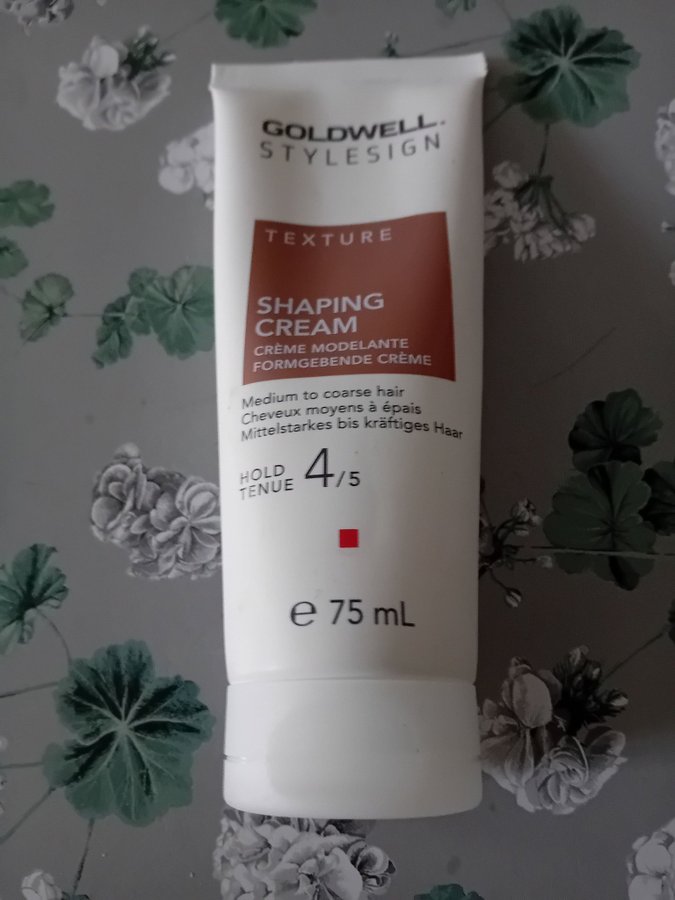 GOLDWELL.
STYLESIGN
TEXTURE
SHAPING
CREAM
CRÈME MODELANTE
FORMGEBENDE CRÈME
Medium to coarse hair
Cheveux moyens à épais
Mittelstarkes bis kräftiges Haar
HOLD
TENUE 4/5
℮ 75 mL